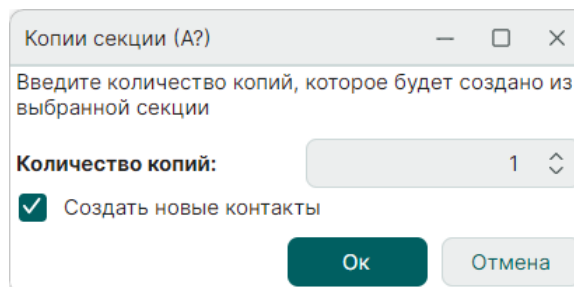 Копии секции (А?)
Введите количество копий, которое будет создано из
выбранной секции
Количество копий:
1
Создать новые контакты
Ок
Отмена